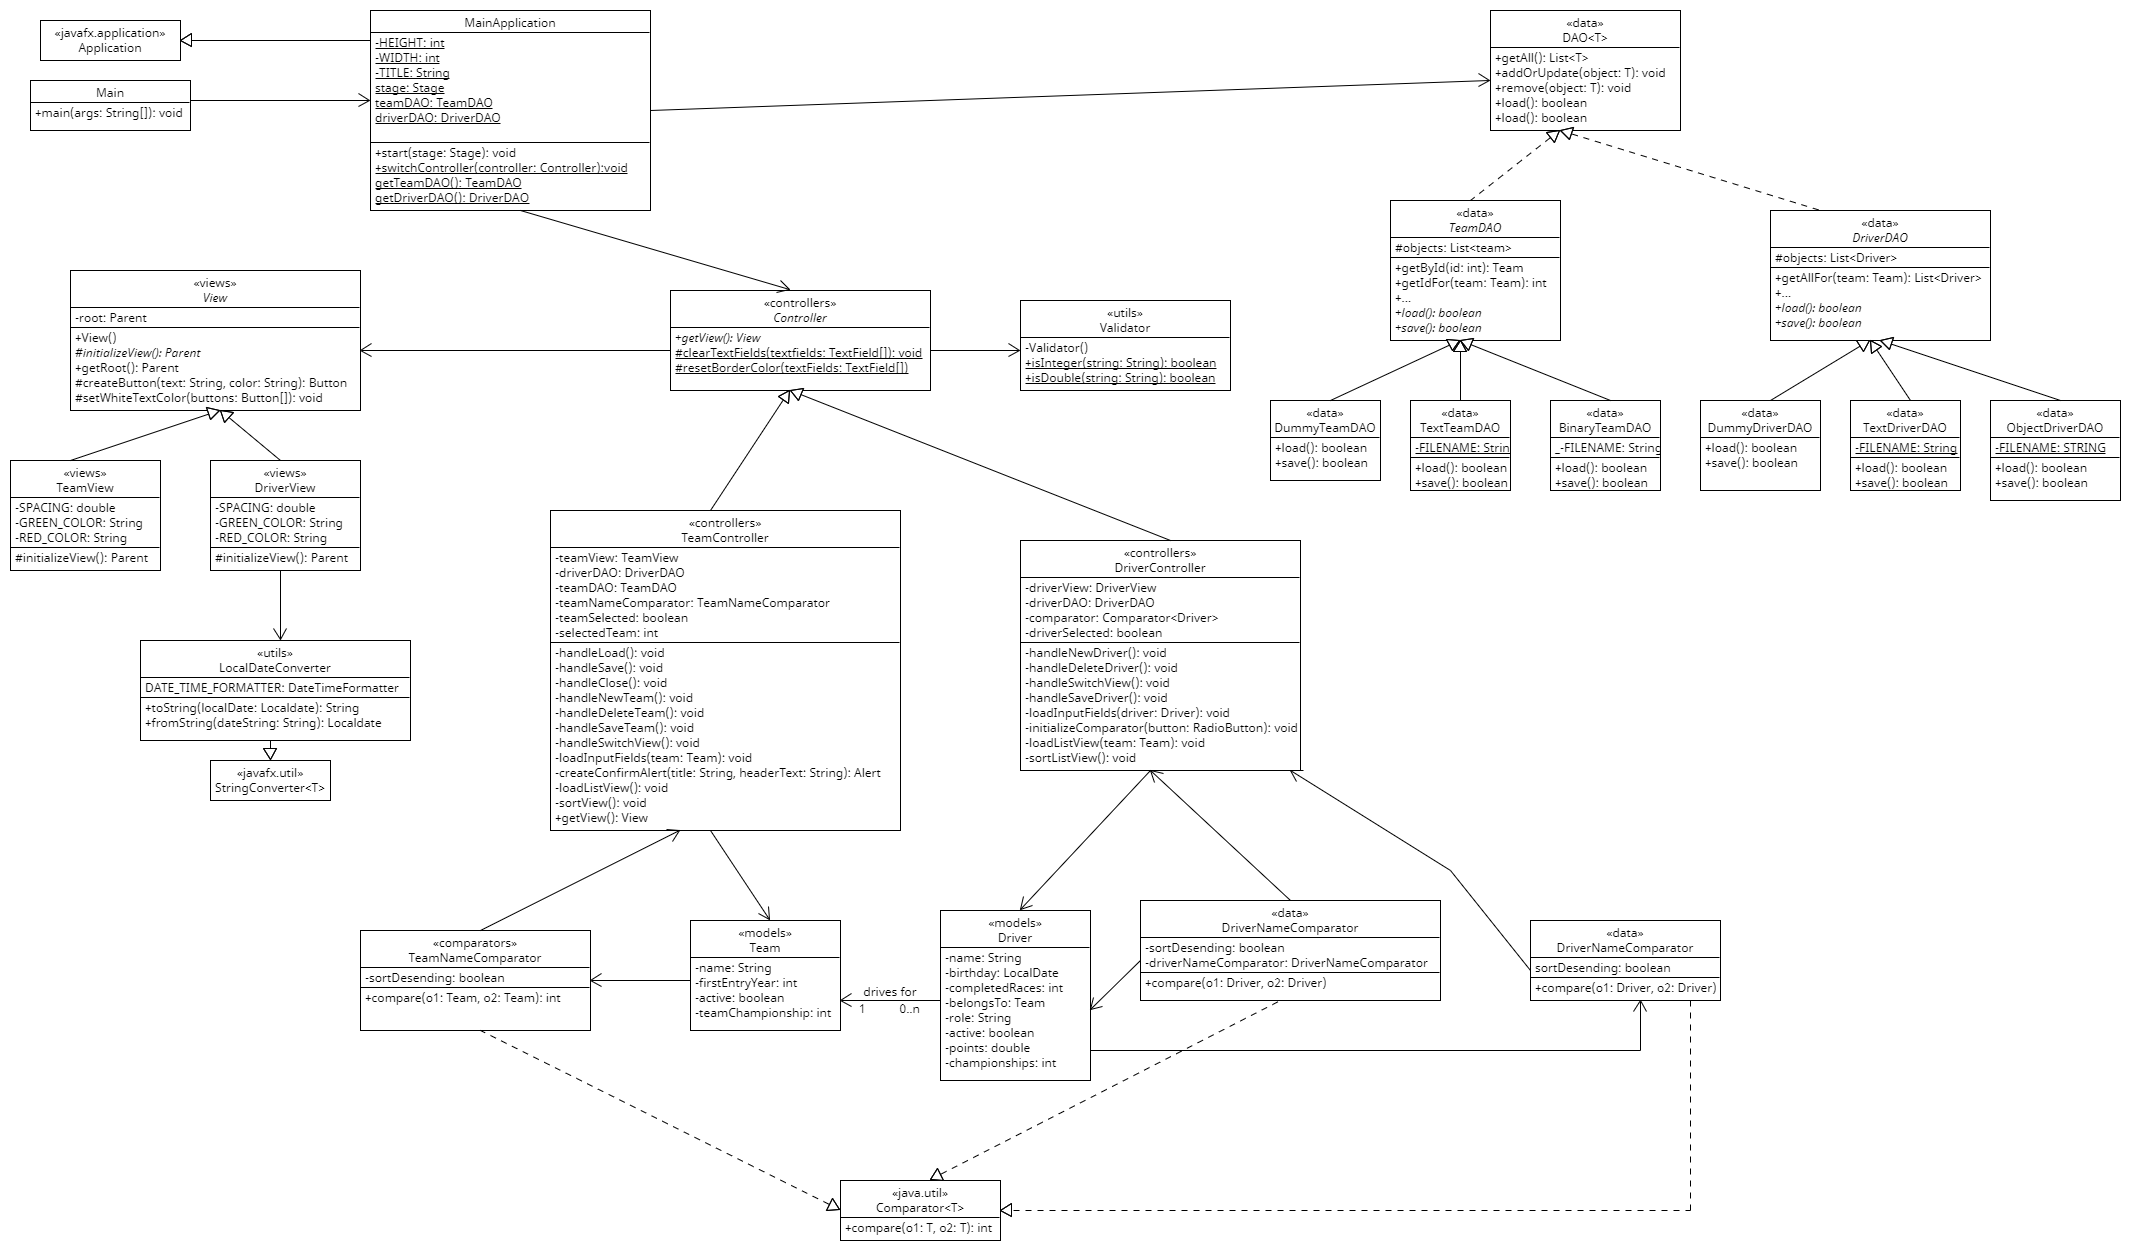 «javafx.application»
Application
Main
+main(args: String[]): void
MainApplication
-HEIGHT: int
-WIDTH: int
-TITLE: String
stage: Stage
teamDAO: TeamDAO
driverDAO: DriverDAO
+start(stage: Stage): void
+switchController(controller: Controller):void
getTeamDAO(): TeamDAO
getDriverDAO(): DriverDAO
«data»
DAO<T>
+getAll(): List<T>
+addOrUpdate(object: T): void
+remove(object: T): void
+load(): boolean
+load(): boolean
«data»
TeamDAO
#objects: List<team>
+getById(id: int): Team
+getIdFor(team: Team): int
+...
+load(): boolean
+save(): boolean
«data»
DriverDAO
#objects: List<Driver>
+getAllFor(team: Team): List<Driver>
+...
+load(): boolean
+save(): boolean
«views»
View
-root: Parent
+View()
#initializeView(): Parent
+getRoot(): Parent
#createButton(text: String, color: String): Button
#setWhiteTextColor(buttons: Button[]): void
«controllers»
Controller
+getView(): View
#clearTextFields(textfields: TextField[]): void
#resetBorderColor(textFields: TextField[])
«utils»
Validator
-Validator()
+isInteger(string: String): boolean
+isDouble(string: String): boolean
«data»
DummyTeamDAO
+load(): boolean
+save(): boolean
«data»
TextTeamDAO
-FILENAME: Strin
+load(): boolean
+save(): boolean
«data»
BinaryTeamDAO
_-FILENAME: String
+load(): boolean
+save(): boolean
«data»
DummyDriverDAO
+load(): boolean
+save(): boolean
«data»
TextDriverDAO
-FILENAME: String
+load(): boolean
+save(): boolean
«data»
ObjectDriverDAO
-FILENAME: STRING
+load(): boolean
+save(): boolean
«views»
TeamView
-SPACING: double
-GREEN_COLOR: String
-RED_COLOR: String
#initializeView(): Parent
«views»
DriverView
-SPACING: double
-GREEN_COLOR: String
-RED_COLOR: String
#initializeView(): Parent
«utils»
LocalDateConverter
DATE_TIME_FORMATTER: DateTimeFormatter
+toString(localDate: Localdate): String
+fromString(dateString: String): Localdate
«javafx.util»
StringConverter<T>
«controllers»
TeamController
-teamView: TeamView
-driverDAO: DriverDAO
-teamDAO: TeamDAO
-teamNameComparator: TeamNameComparator
-teamSelected: boolean
-selectedTeam: int
-handleLoad(): void
-handleSave(): void
-handleClose(): void
-handleNewTeam(): void
-handleDeleteTeam(): void
-handleSaveTeam(): void
-handleSwitchView(): void
-loadInputFields(team: Team): void
-createConfirmAlert(title: String, headerText: String): Alert
-loadListView(): void
-sortView(): void
+getView(): View
«controllers»
DriverController
-driverView: DriverView
-driverDAO: DriverDAO
-comparator: Comparator<Driver>
-driverSelected: boolean
-handleNewDriver(): void
-handleDeleteDriver(): void
-handleSwitchView(): void
-handleSaveDriver(): void
-loadInputFields(driver: Driver): void
-initializeComparator(button: RadioButton): void
-loadListView(team: Team): void
-sortListView(): void
«comparators»
TeamNameComparator
-sortDesending: boolean
+compare(o1: Team, o2: Team): int
«models»
Team
-name: String
-firstEntryYear: int
-active: boolean
-teamChampionship: int
drives for
1
0..n
«models»
Driver
-name: String
-birthday: LocalDate
-completedRaces: int
-belongsTo: Team
-role: String
-active: boolean
-points: double
-championships: int
«data»
DriverNameComparator
-sortDesending: boolean
-driverNameComparator: DriverNameComparator
+compare(o1: Driver, o2: Driver)
«data»
DriverNameComparator
sortDesending: boolean
+compare(o1: Driver, o2: Driver)
«java.util»
Comparator<T>
+compare(o1: T, o2: T): int